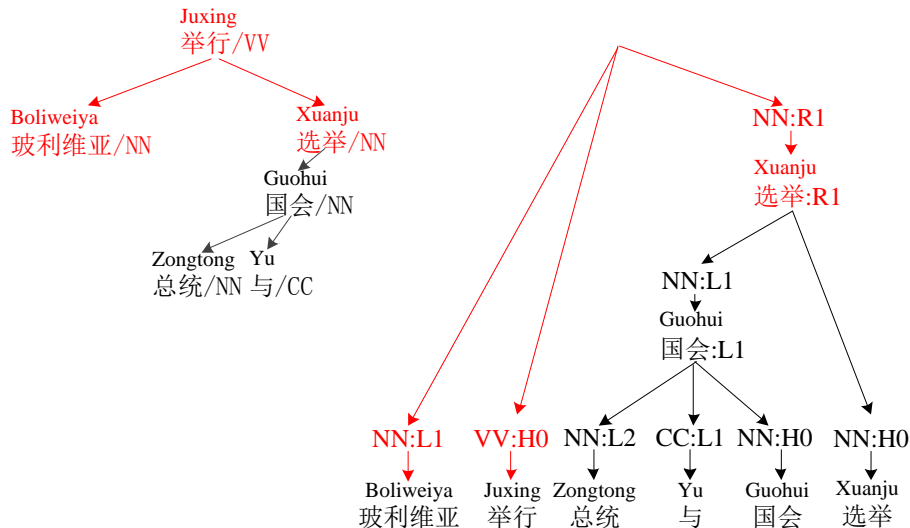 Juxing
举行/VV
Boliweiya
玻利维亚/NN
Xuanju
选举/NN
Guohui
国会/NN
Zongtong Yu
总统/NN 与/CC
NN:R1
Xuanju
选举:R1
NN:L1
Guohui
国会:L1
NN:L1 VV:H0 NN:L2 CC:L1 NN:H0 NN:H0
Boliweiya Juxing Zongtong Yu Guohui Xuanju
玻利维亚 举行 总统 与 国会 选举